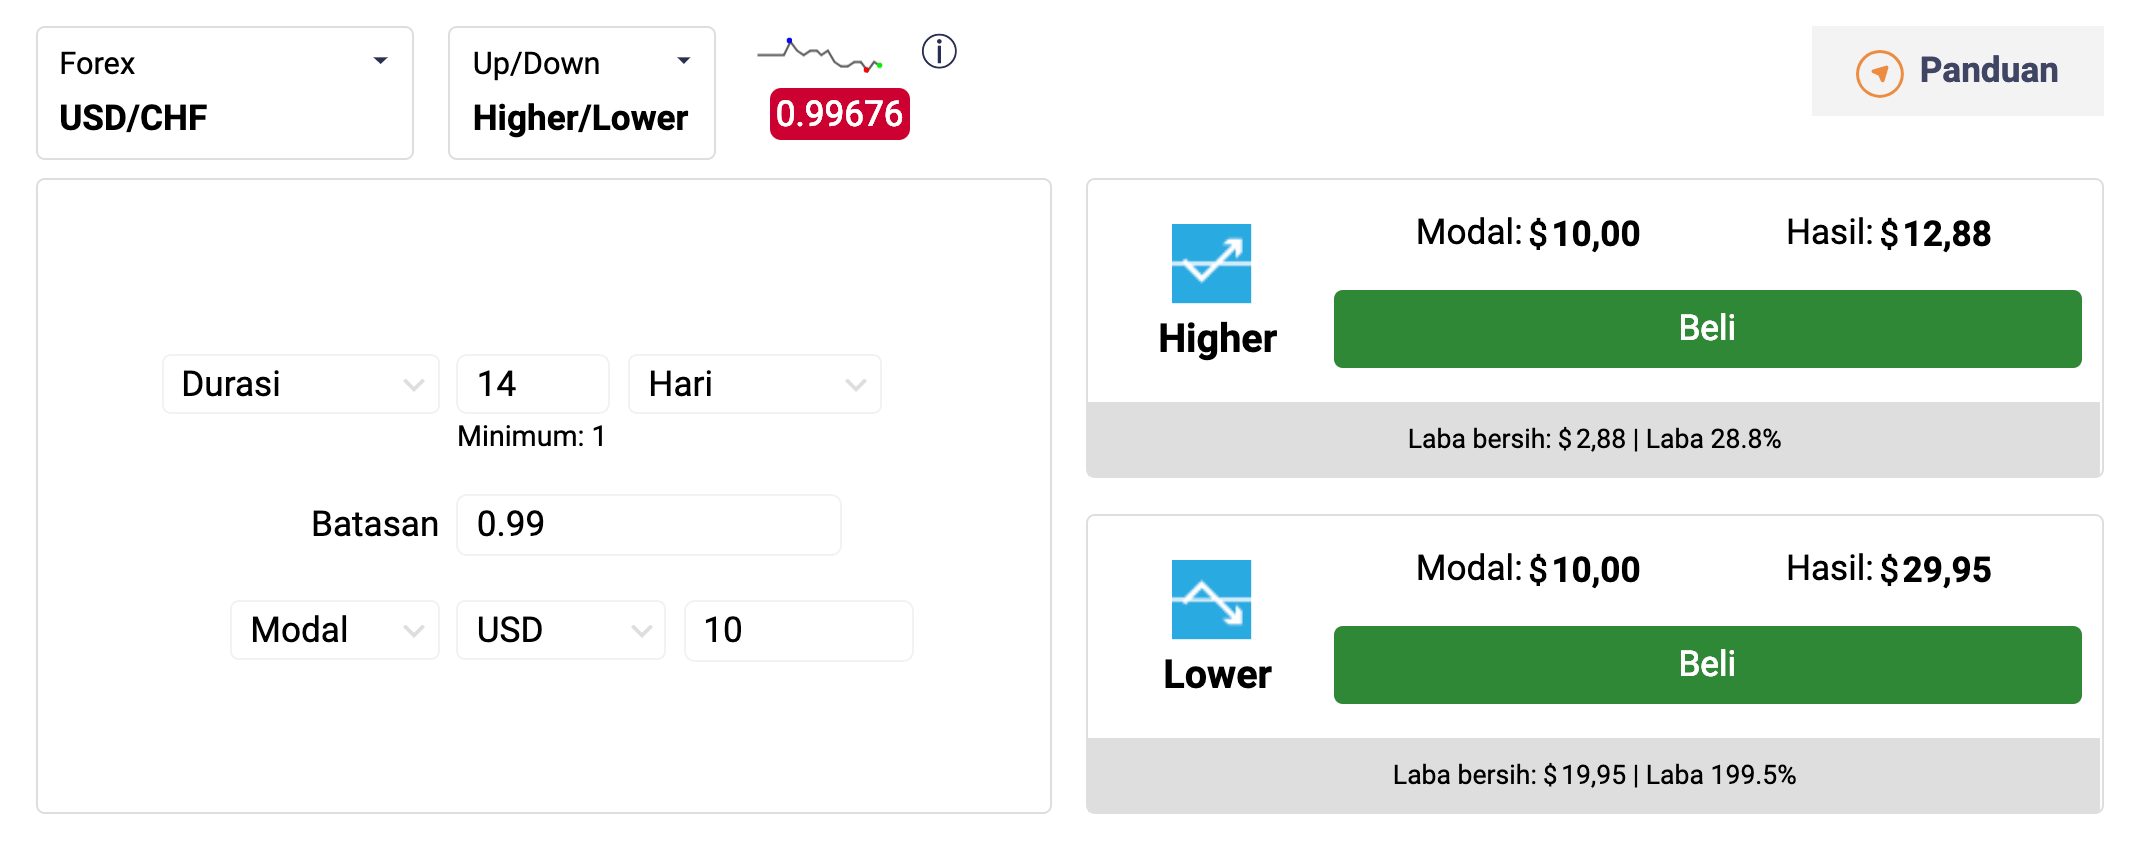 Forex
USD/CHF
Up/Down
Higher/Lower
0.99676
Panduan
Durasi 14 Hari
Minimum: 1
Batasan 0.99
Modal USD 10
Modal: $10,00 Hasil: $12,88
Higher
Beli
Laba bersih: $2,88 | Laba 28.8%
Modal: $10,00 Hasil: $29,95
Lower
Beli
Laba bersih: $19,95 | Laba 199.5%